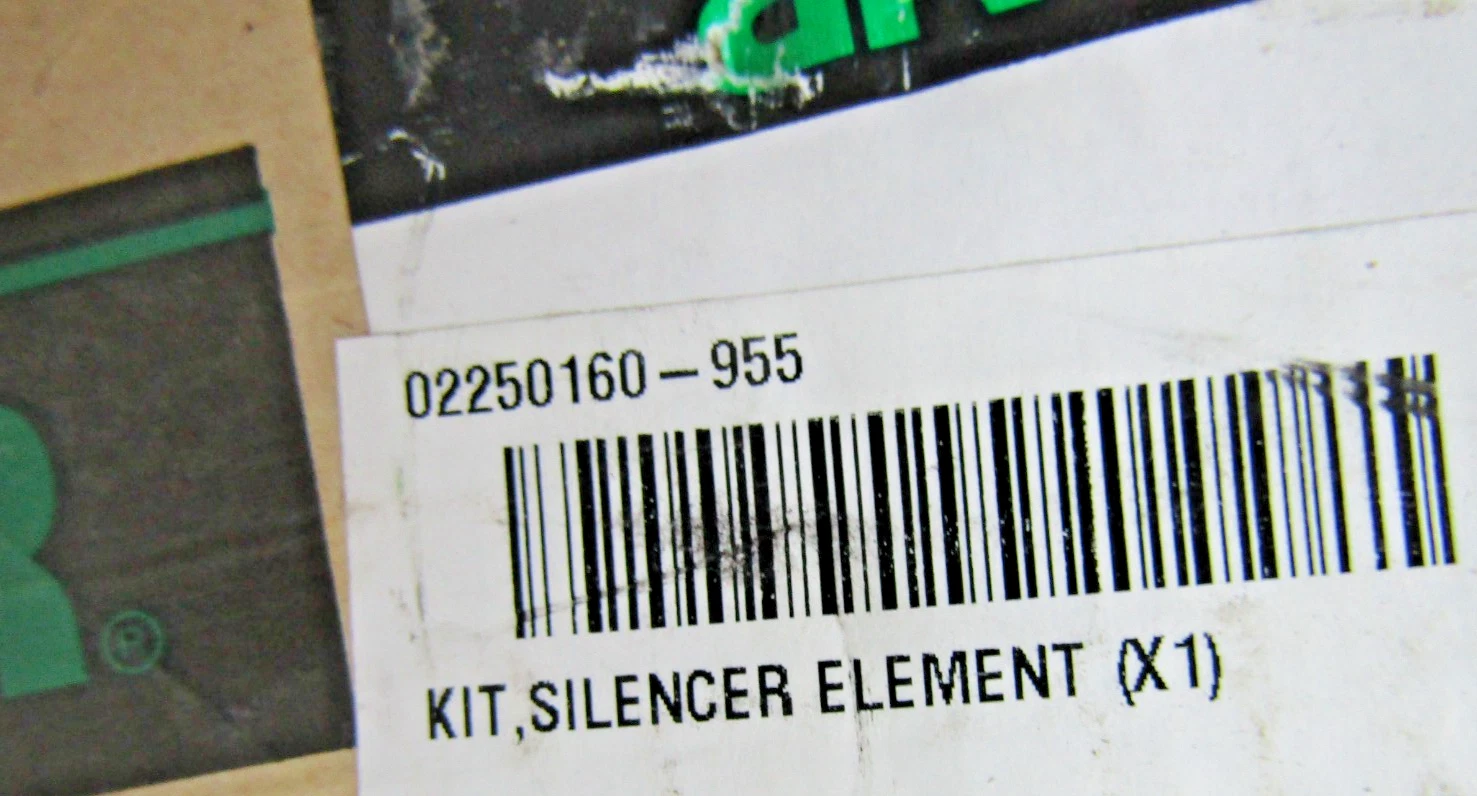 02250160-955
KIT,SILENCER ELEMENT (X1)
R®